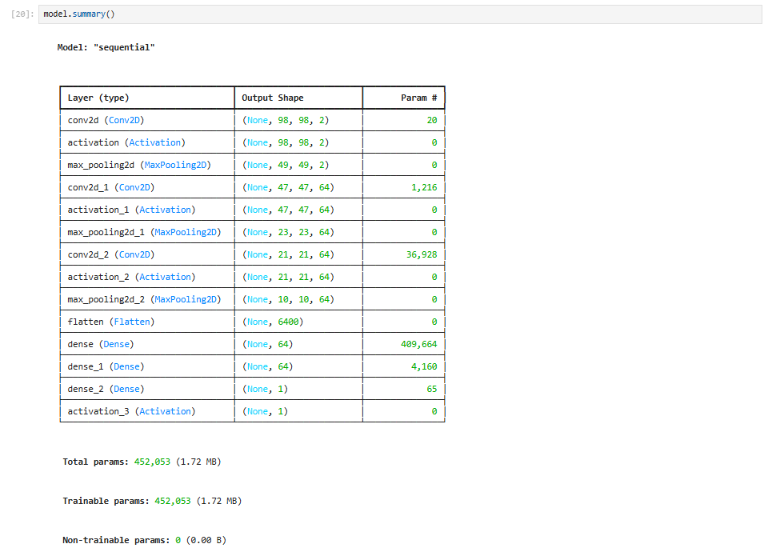 [20]: model.summary()
Model: "sequential"
Layer (type) Output Shape Param #
conv2d (Conv2D) (None, 98, 98, 2) 20
activation (Activation) (None, 98, 98, 2) 0
max_pooling2d (MaxPooling2D) (None, 49, 49, 2) 0
conv2d_1 (Conv2D) (None, 47, 47, 64) 1,216
activation_1 (Activation) (None, 47, 47, 64) 0
max_pooling2d_1 (MaxPooling2D) (None, 23, 23, 64) 0
conv2d_2 (Conv2D) (None, 21, 21, 64) 36,928
activation_2 (Activation) (None, 21, 21, 64) 0
max_pooling2d_2 (MaxPooling2D) (None, 10, 10, 64) 0
flatten (Flatten) (None, 6400) 0
dense (Dense) (None, 64) 409,664
dense_1 (Dense) (None, 64) 4,160
dense_2 (Dense) (None, 1) 65
activation_3 (Activation) (None, 1) 0
Total params: 452,053 (1.72 MB)
Trainable params: 452,053 (1.72 MB)
Non-trainable params: 0 (0.00 B)